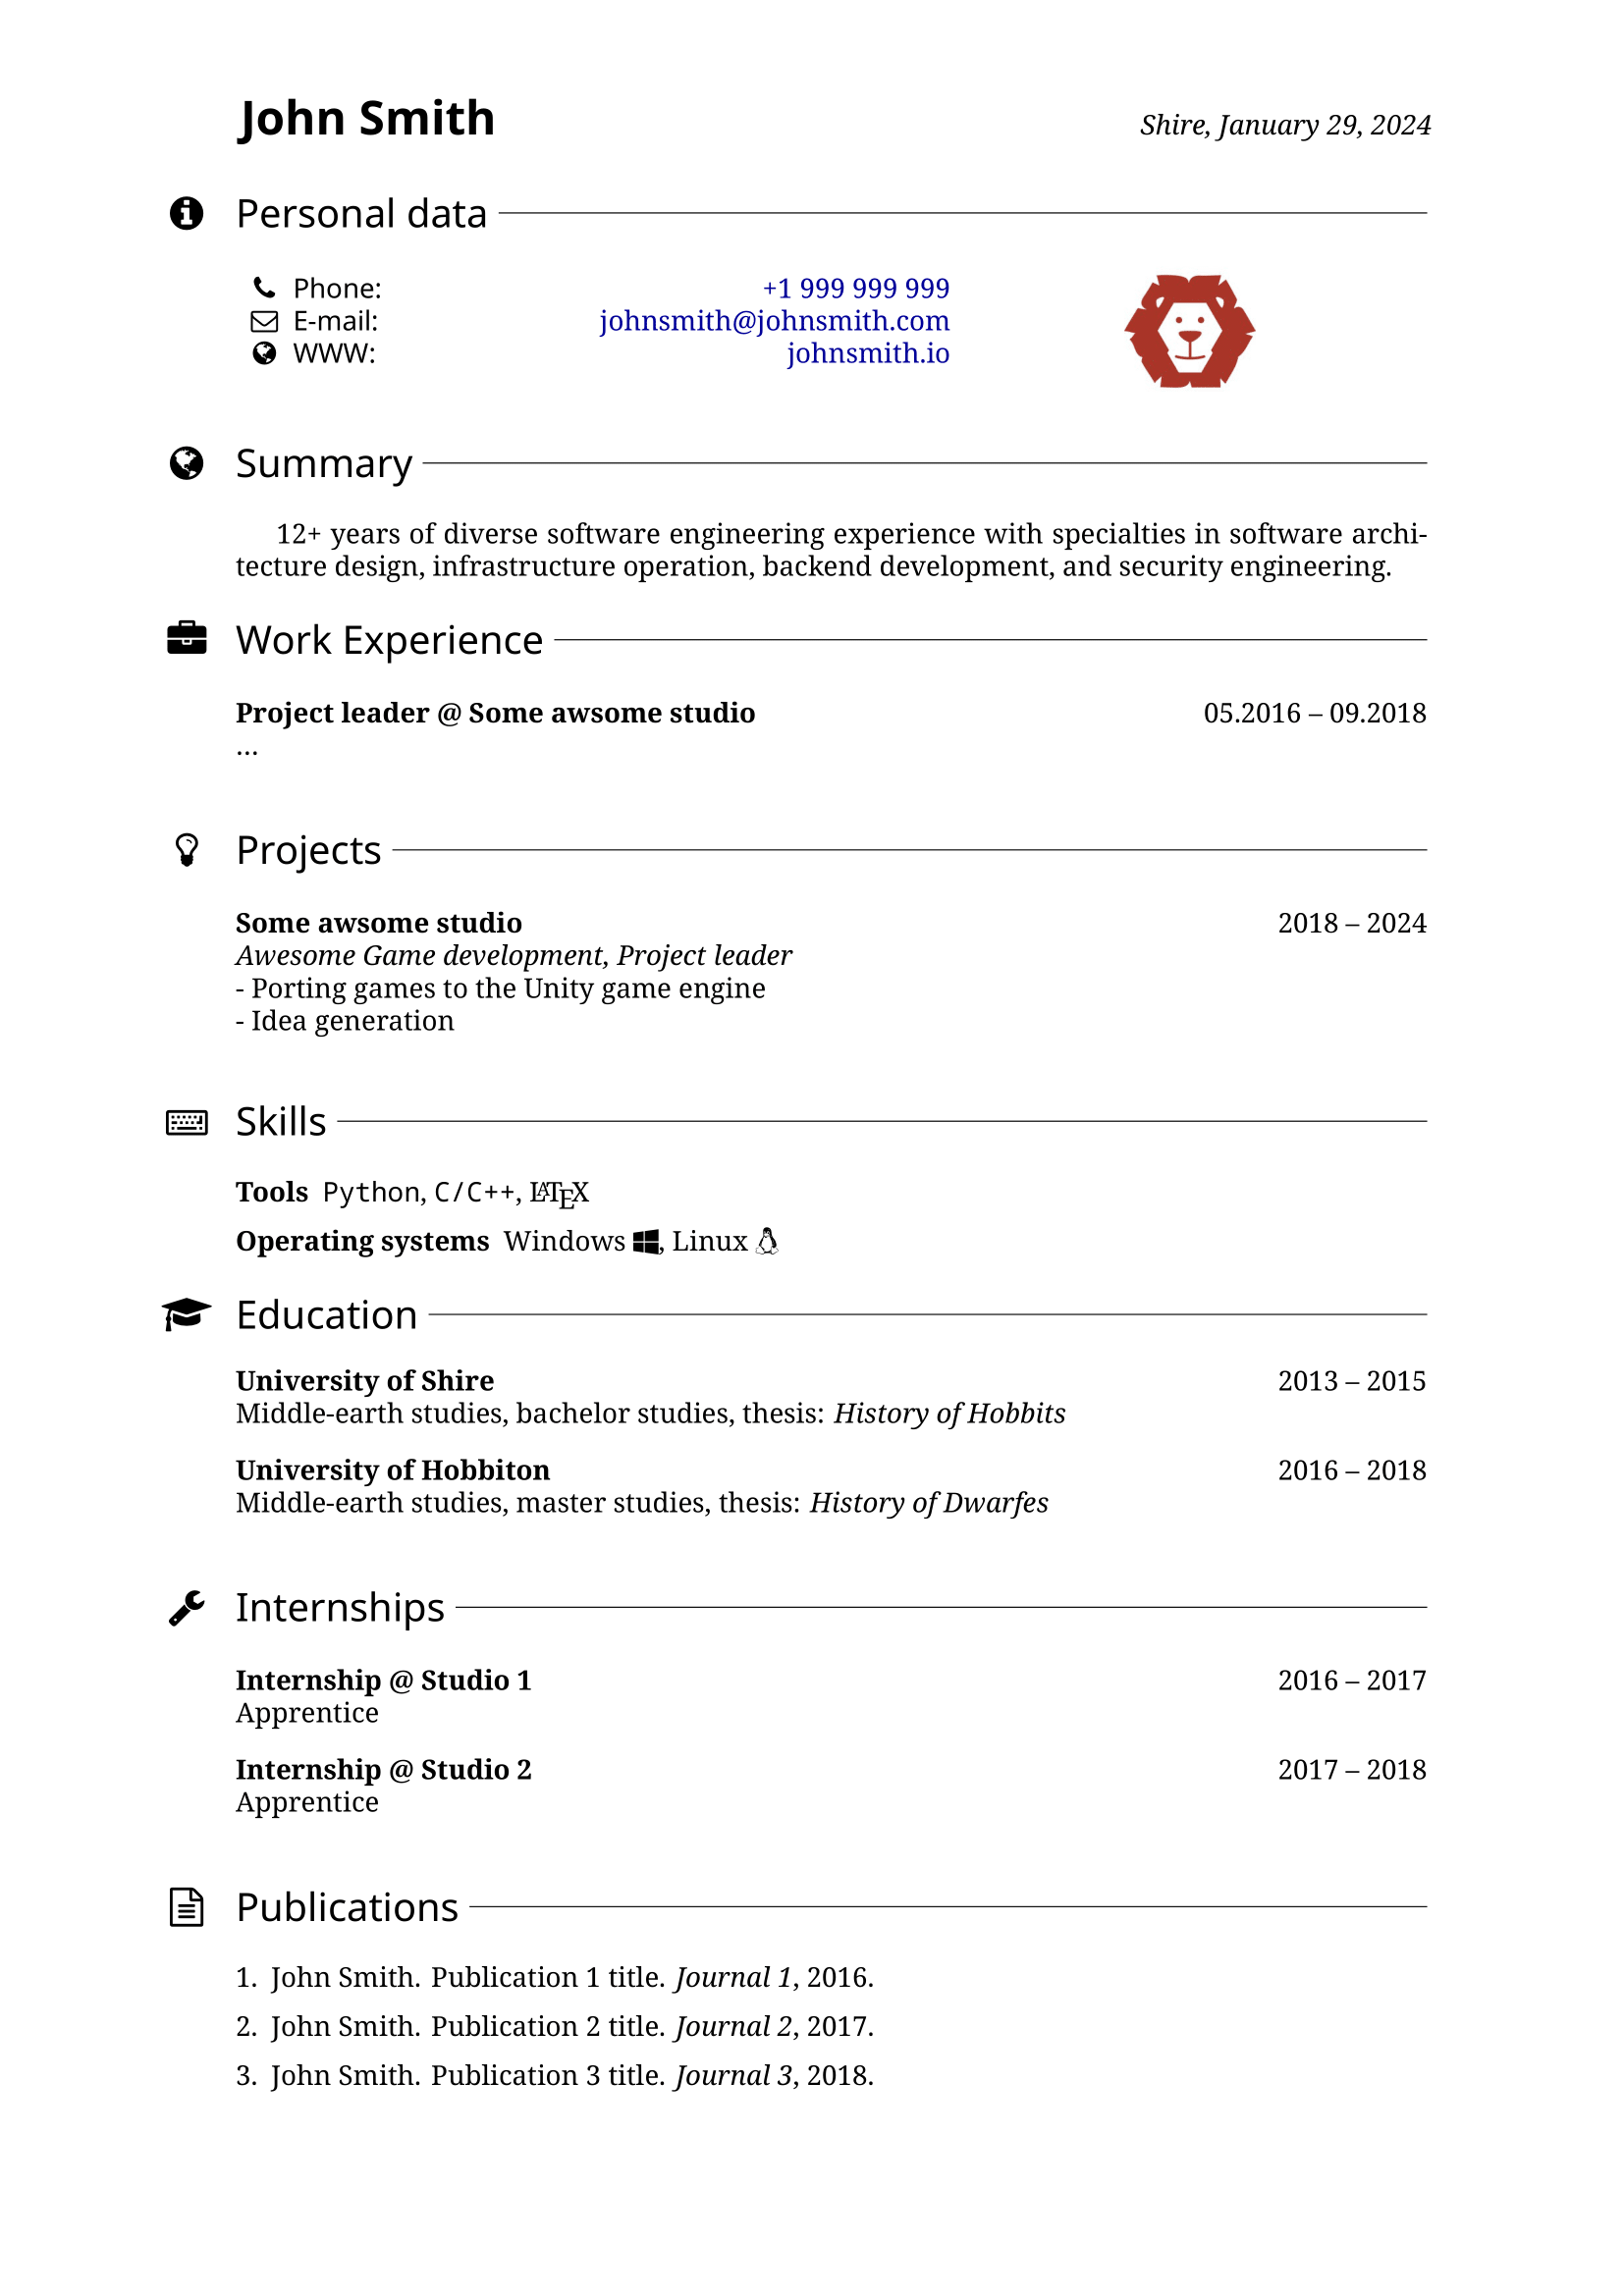 John Smith
Shire, January 29, 2024
Personal data
Phone: +1 999 999 999
E-mail: johnsmith@johnsmith.com
WWW: johnsmith.io
Summary
12+ years of diverse software engineering experience with specialties in software archi-
tecture design, infrastructure operation, backend development, and security engineering.
Work Experience
Project leader @ Some awsome studio 05.2016 – 09.2018
...
Projects
Some awsome studio 2018 – 2024
Awesome Game development, Project leader
- Porting games to the Unity game engine
- Idea generation
Skills
Tools Python, C/C++, LATEX
Operating systems Windows, Linux
Education
University of Shire 2013 – 2015
Middle-earth studies, bachelor studies, thesis: History of Hobbits
University of Hobbiton 2016 – 2018
Middle-earth studies, master studies, thesis: History of Dwarfes
Internships
Internship @ Studio 1 2016 – 2017
Apprentice
Internship @ Studio 2 2017 – 2018
Apprentice
Publications
1. John Smith. Publication 1 title. Journal 1, 2016.
2. John Smith. Publication 2 title. Journal 2, 2017.
3. John Smith. Publication 3 title. Journal 3, 2018.